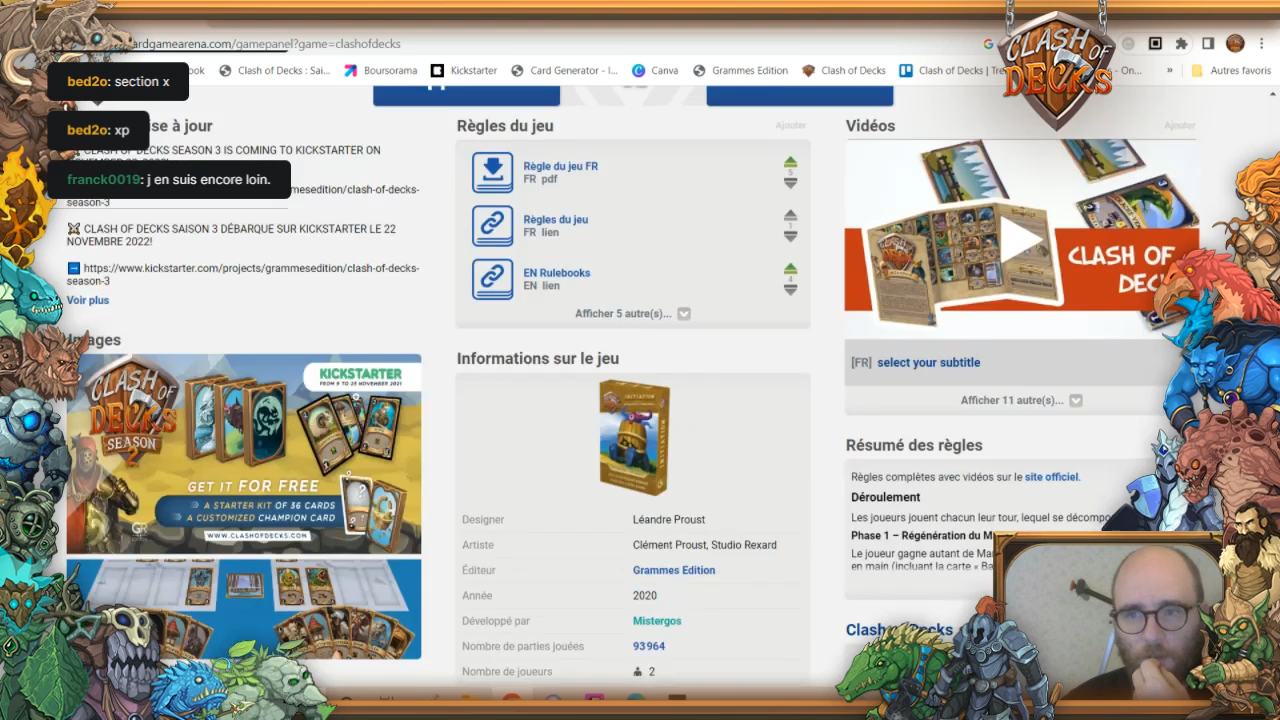 ardgamearena.com/gamepanel?game=clashofdecks
ook
Clash of Decks : Sai...
Boursorama
Kickstarter
Card Generator - I...
Canva
Grammes Edition
Clash of Decks
Clash of Decks | Tre
- On...
»
Autres favoris
CLASH OF
DECKS
bed2o: section x
bed2o: xp
franck0019: j en suis encore loin.
ise à jour
CLASH OF DECKS SEASON 3 IS COMING TO KICKSTARTER ON
mesedition/clash-of-decks-
season-3
CLASH OF DECKS SAISON 3 DÉBARQUE SUR KICKSTARTER LE 22
NOVEMBRE 2022!
https://www.kickstarter.com/projects/grammesedition/clash-of-decks-
season-3
Voir plus
Images
CLASH OF
DECKS
SEASON
2
KICKSTARTER
FROM 9 TO 25 NOVEMBER 2021
GET IT FOR FREE
A STARTER KIT OF 36 CARDS
A CUSTOMIZED CHAMPION CARD
WWW.CLASHOFDECKS.COM
Règles du jeu
Ajouter
Règle du jeu FR
FR pdf
5
Règles du jeu
FR lien
1
EN Rulebooks
EN lien
4
Afficher 5 autre(s)...
Informations sur le jeu
INITIATION
Designer
Léandre Proust
Artiste
Clément Proust, Studio Rexard
Éditeur
Grammes Edition
Année
2020
Développé par
Mistergos
Nombre de parties jouées
93 964
Nombre de joueurs
2
Vidéos
Ajouter
CLASH OF
DEC
[FR] select your subtitle
Afficher 11 autre(s)...
Résumé des règles
Règles complètes avec vidéos sur le site officiel.
Déroulement
Les joueurs jouent chacun leur tour, lequel se décompo
Phase 1 – Régénération du M
Le joueur gagne autant de Ma
en main (incluant la carte « Ba
Clash of Decks